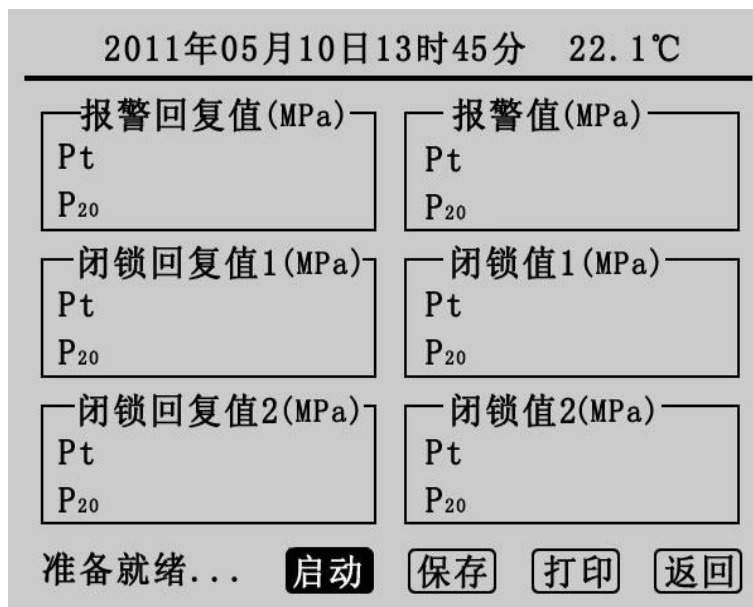 2011年05月10日13时45分 22.1℃
报警回复值(MPa) 报警值(MPa)
Pt Pt
P₂₀ P₂₀
闭锁回复值1(MPa) 闭锁值1(MPa)
Pt Pt
P₂₀ P₂₀
闭锁回复值2(MPa) 闭锁值2(MPa)
Pt Pt
P₂₀ P₂₀
准备就绪... 启动 保存 打印 返回